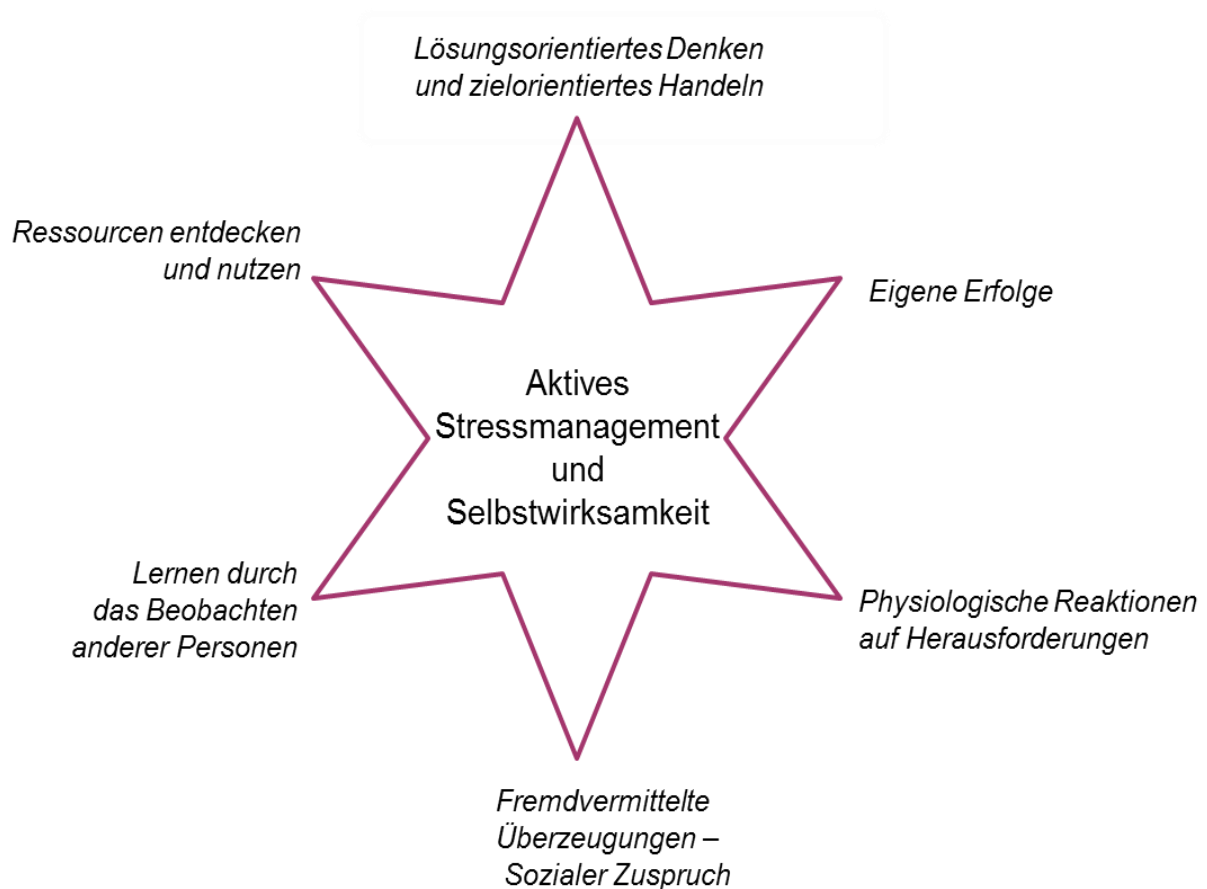 Lösungsorientiertes Denken
und zielorientiertes Handeln
Ressourcen entdecken
und nutzen
Eigene Erfolge
Aktives
Stressmanagement
und
Selbstwirksamkeit
Lernen durch
das Beobachten
anderer Personen
Physiologische Reaktionen
auf Herausforderungen
Fremdvermittelte
Überzeugungen –
Sozialer Zuspruch